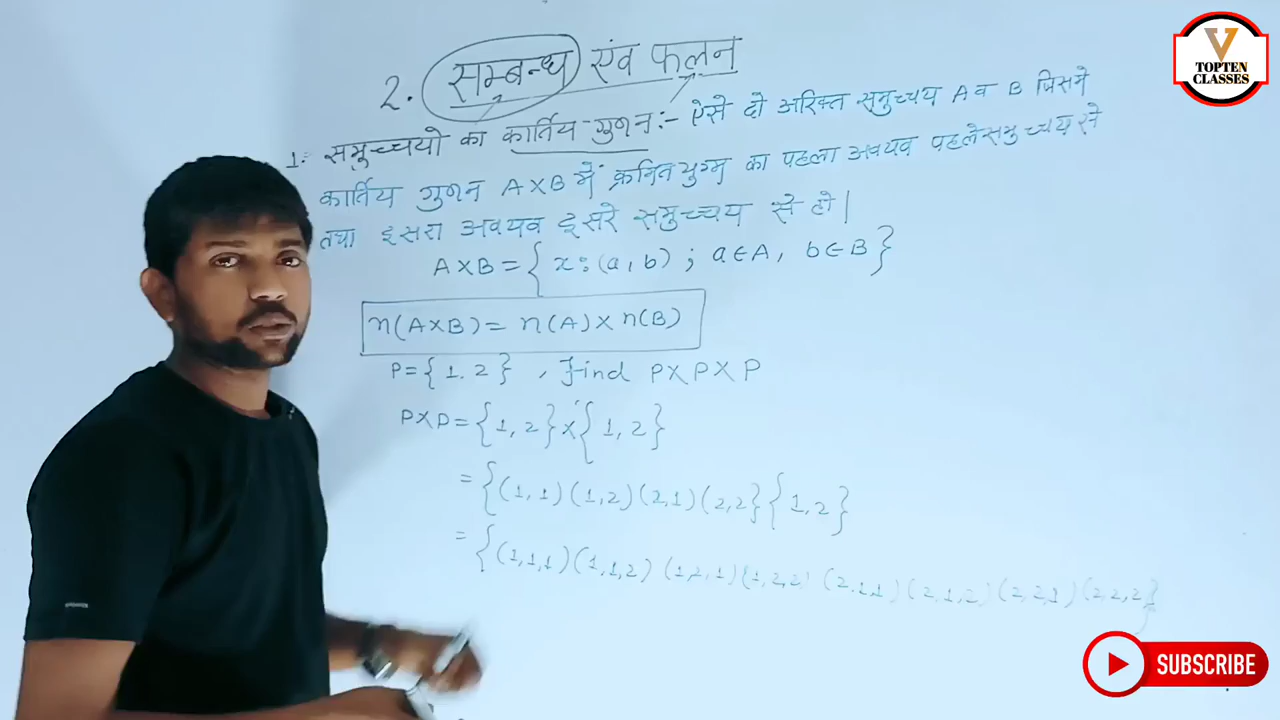 TOPTEN
CLASSES
2. सम्बन्ध एंव फलन
1:- समुच्चयो का कार्तिय-गुणन:- ऐसे दो अरिक्त समुच्चय A व B जिसमे
कार्तिय गुणन A×B में क्रमित युग्म का पहला अवयव पहले समुच्चय से
तथा दूसरा अवयव दूसरे समुच्चय से हो |
A×B = { x:(a,b) ; a∈A, b∈B }
n(A×B) = n(A) × n(B)
P={1,2} , find P×P×P
P×P = {1,2}×{1,2}
= {(1,1)(1,2)(2,1)(2,2}{1,2}
= {(1,1,1)(1,1,2)(1,2,1)(1,2,2)(2,1,1)(2,1,2)(2,2,1)(2,2,2}
SUBSCRIBE